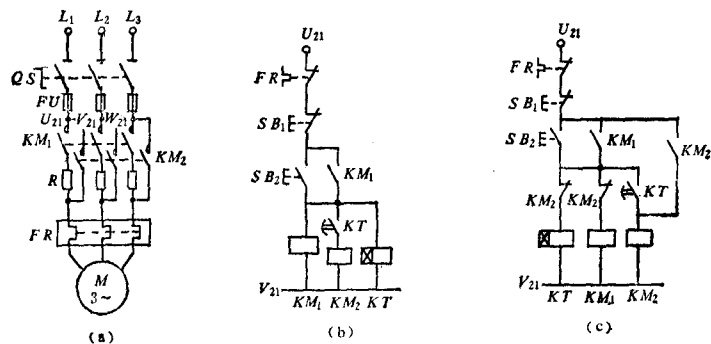 L₁ L₂ L₃
QS
FU
U₂₁ V₂₁ W₂₁
KM₁
KM₂
R
FR
M
3~
(a)
U₂₁
FR
SB₁
SB₂
KM₁
KT
V₂₁
KM₁ KM₂ KT
(b)
U₂₁
FR
SB₁
SB₂
KM₁
KM₂
KM₂ KM₂ KT
V₂₁
KT KM₁ KM₂
(c)